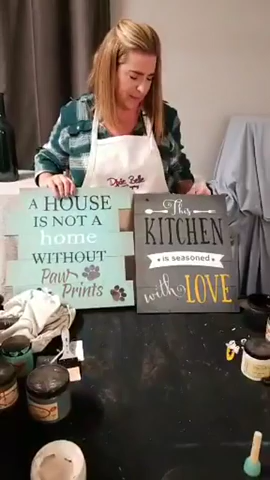 Dixie Belle
A HOUSE
IS NOT A
home
WITHOUT
Paw
Prints
This
KITCHEN
is seasoned
with LOVE